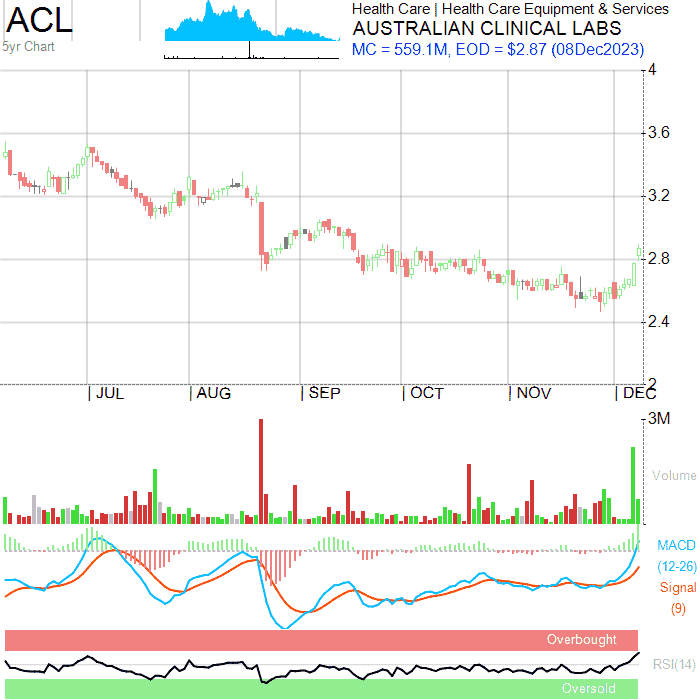 ACL
5yr Chart
Health Care | Health Care Equipment & Services
AUSTRALIAN CLINICAL LABS
MC = 559.1M, EOD = $2.87 (08Dec2023)
4
3.6
3.2
2.8
2.4
2
JUL AUG SEP OCT NOV DEC
3M
Volume
MACD
(12-26)
Signal
(9)
Overbought
RSI(14)
Oversold